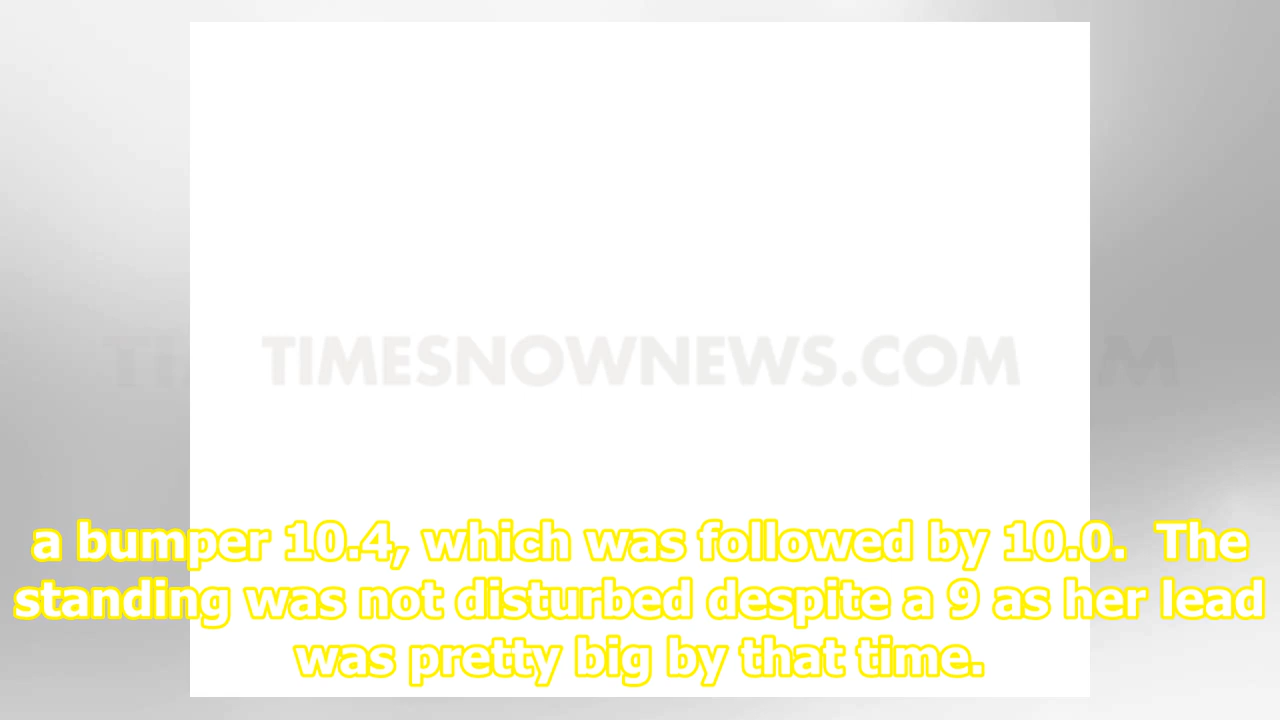 TIMESNOWNEWS.COM
a bumper 10.4, which was followed by 10.0.  The
standing was not disturbed despite a 9 as her lead
was pretty big by that time.